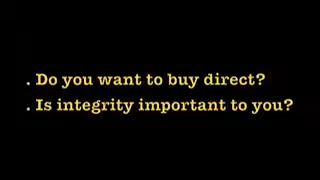 . Do you want to buy direct?
. Is integrity important to you?